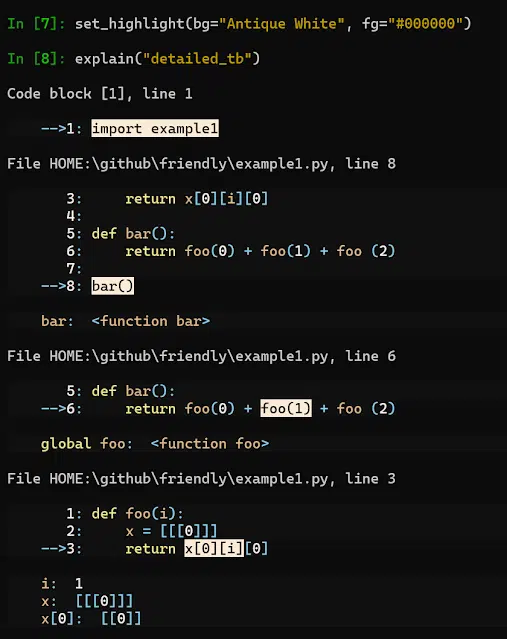 In [7]: set_highlight(bg="Antique White", fg="#000000")
In [8]: explain("detailed_tb")
Code block [1], line 1
-->1: import example1
File HOME:\github\friendly\example1.py, line 8
3:     return x[0][i][0]
4:
5: def bar():
6:     return foo(0) + foo(1) + foo (2)
7:
-->8: bar()
bar:  <function bar>
File HOME:\github\friendly\example1.py, line 6
5: def bar():
-->6:     return foo(0) + foo(1) + foo (2)
global foo:  <function foo>
File HOME:\github\friendly\example1.py, line 3
1: def foo(i):
2:     x = [[[0]]]
-->3:     return x[0][i][0]
i:  1
x:  [[[0]]]
x[0]:  [[0]]